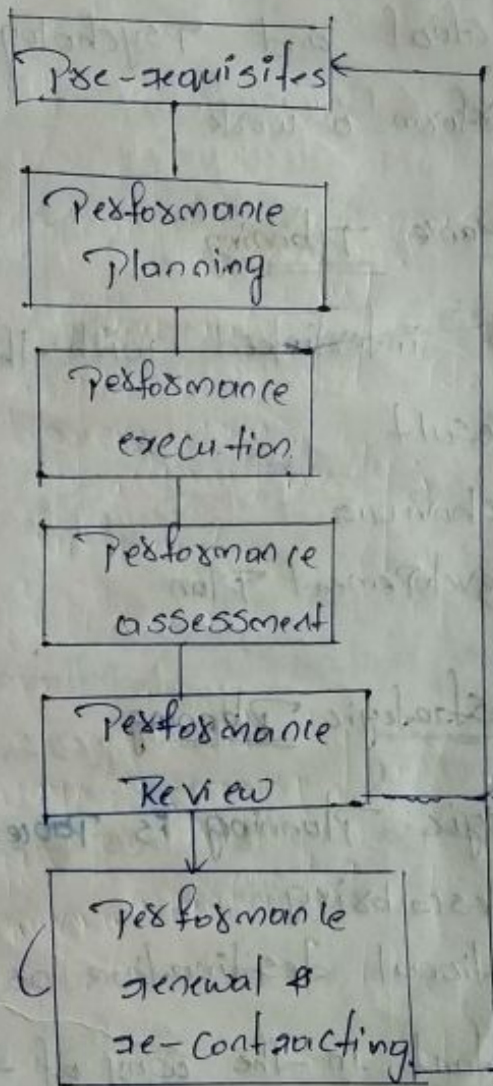 Pre-requisites
Performance
Planning
Performance
execution
Performance
assessment
Performance
Review
Performance
renewal &
re-contracting